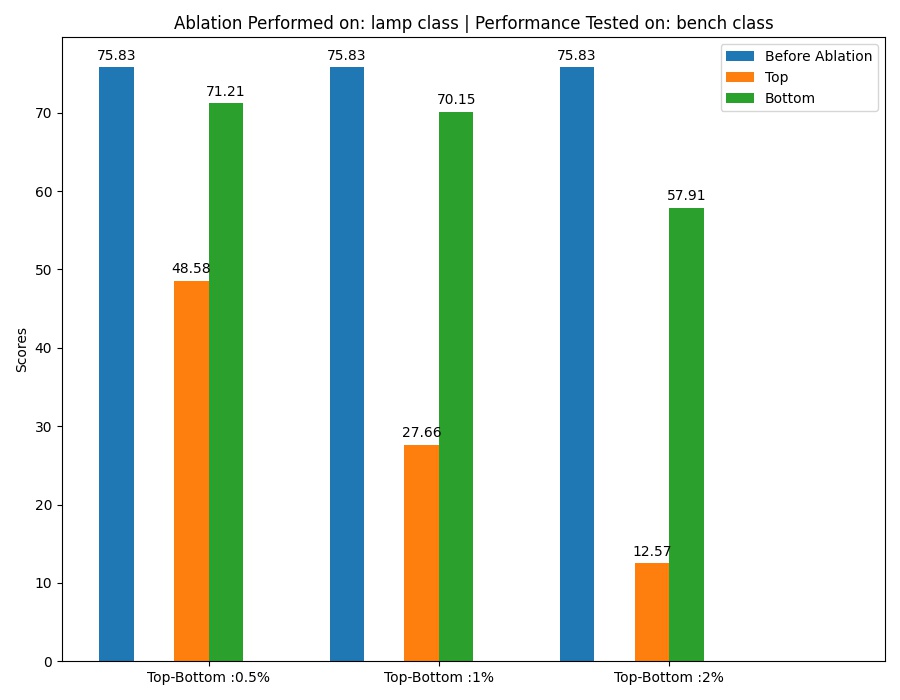 Ablation Performed on: lamp class | Performance Tested on: bench class
Before Ablation
Top
Bottom
Scores
70
60
50
40
30
20
10
0
75.83
48.58
71.21
75.83
27.66
70.15
75.83
12.57
57.91
Top-Bottom :0.5%
Top-Bottom :1%
Top-Bottom :2%